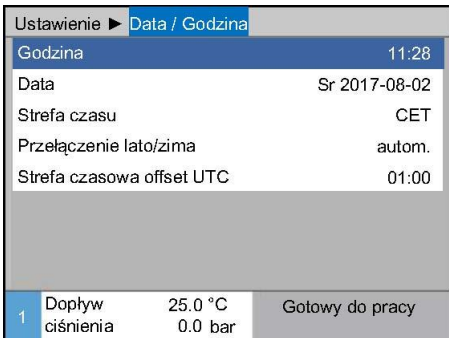 Ustawienie ► Data / Godzina
Godzina 11:28
Data Sr 2017-08-02
Strefa czasu CET
Przełączenie lato/zima autom.
Strefa czasowa offset UTC 01:00
1 Dopływ 25.0 °C Gotowy do pracy
ciśnienia 0.0 bar